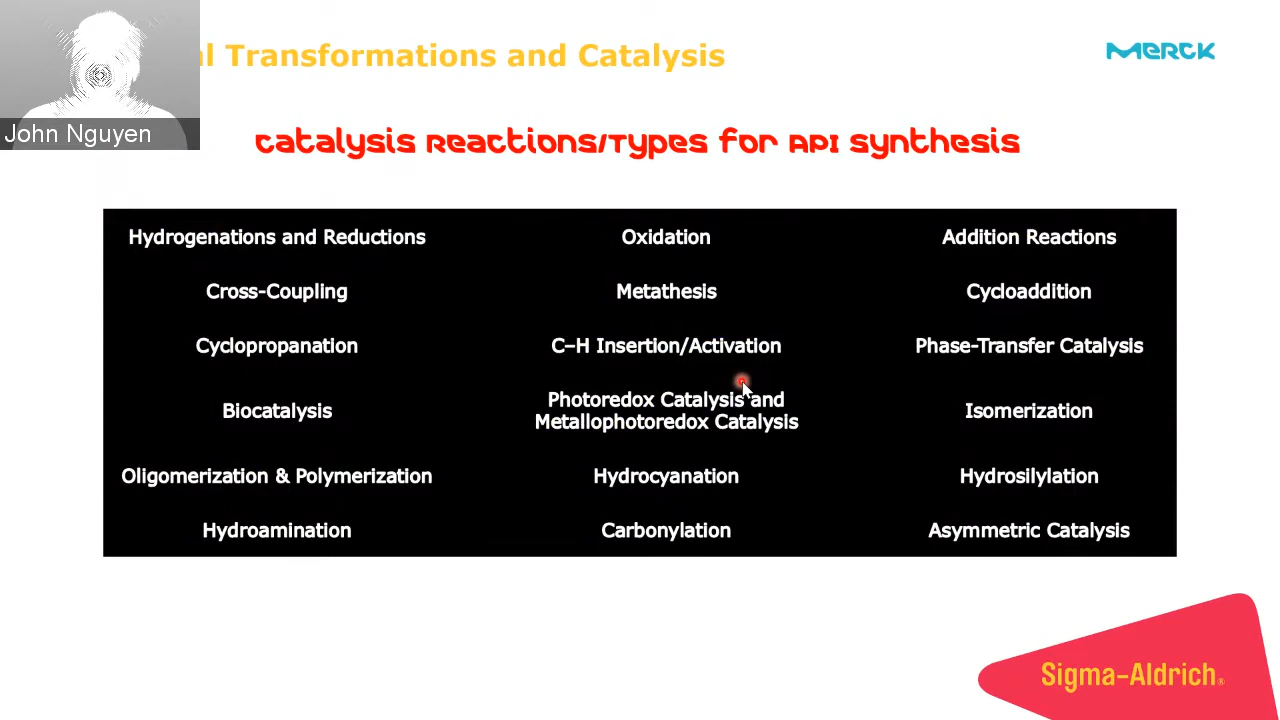 al Transformations and Catalysis
MERCK
John Nguyen
Catalysis Reactions/Types for API Synthesis
Hydrogenations and Reductions
Oxidation
Addition Reactions
Cross-Coupling
Metathesis
Cycloaddition
Cyclopropanation
C–H Insertion/Activation
Phase-Transfer Catalysis
Biocatalysis
Photoredox Catalysis and
Metallophotoredox Catalysis
Isomerization
Oligomerization & Polymerization
Hydrocyanation
Hydrosilylation
Hydroamination
Carbonylation
Asymmetric Catalysis
Sigma-Aldrich®